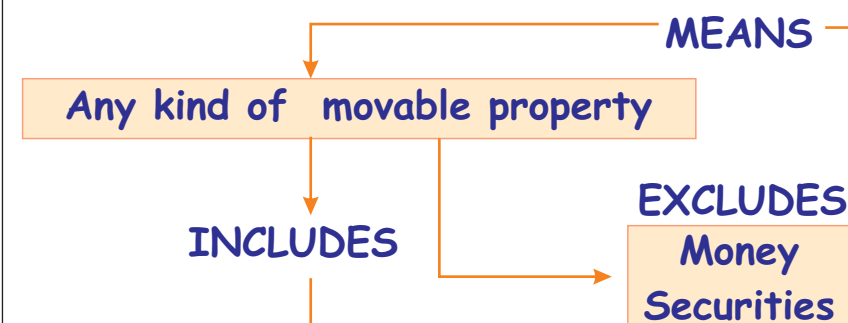 MEANS
Any kind of movable property
INCLUDES
EXCLUDES
Money
Securities